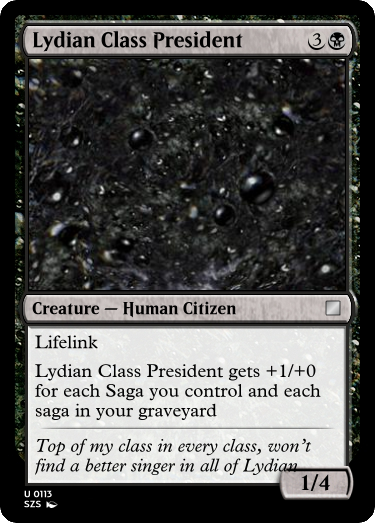 Lydian Class President 3
Creature — Human Citizen
Lifelink
Lydian Class President gets +1/+0
for each Saga you control and each
saga in your graveyard
Top of my class in every class, won't
find a better singer in all of Lydian
1/4
U 0113
SZS